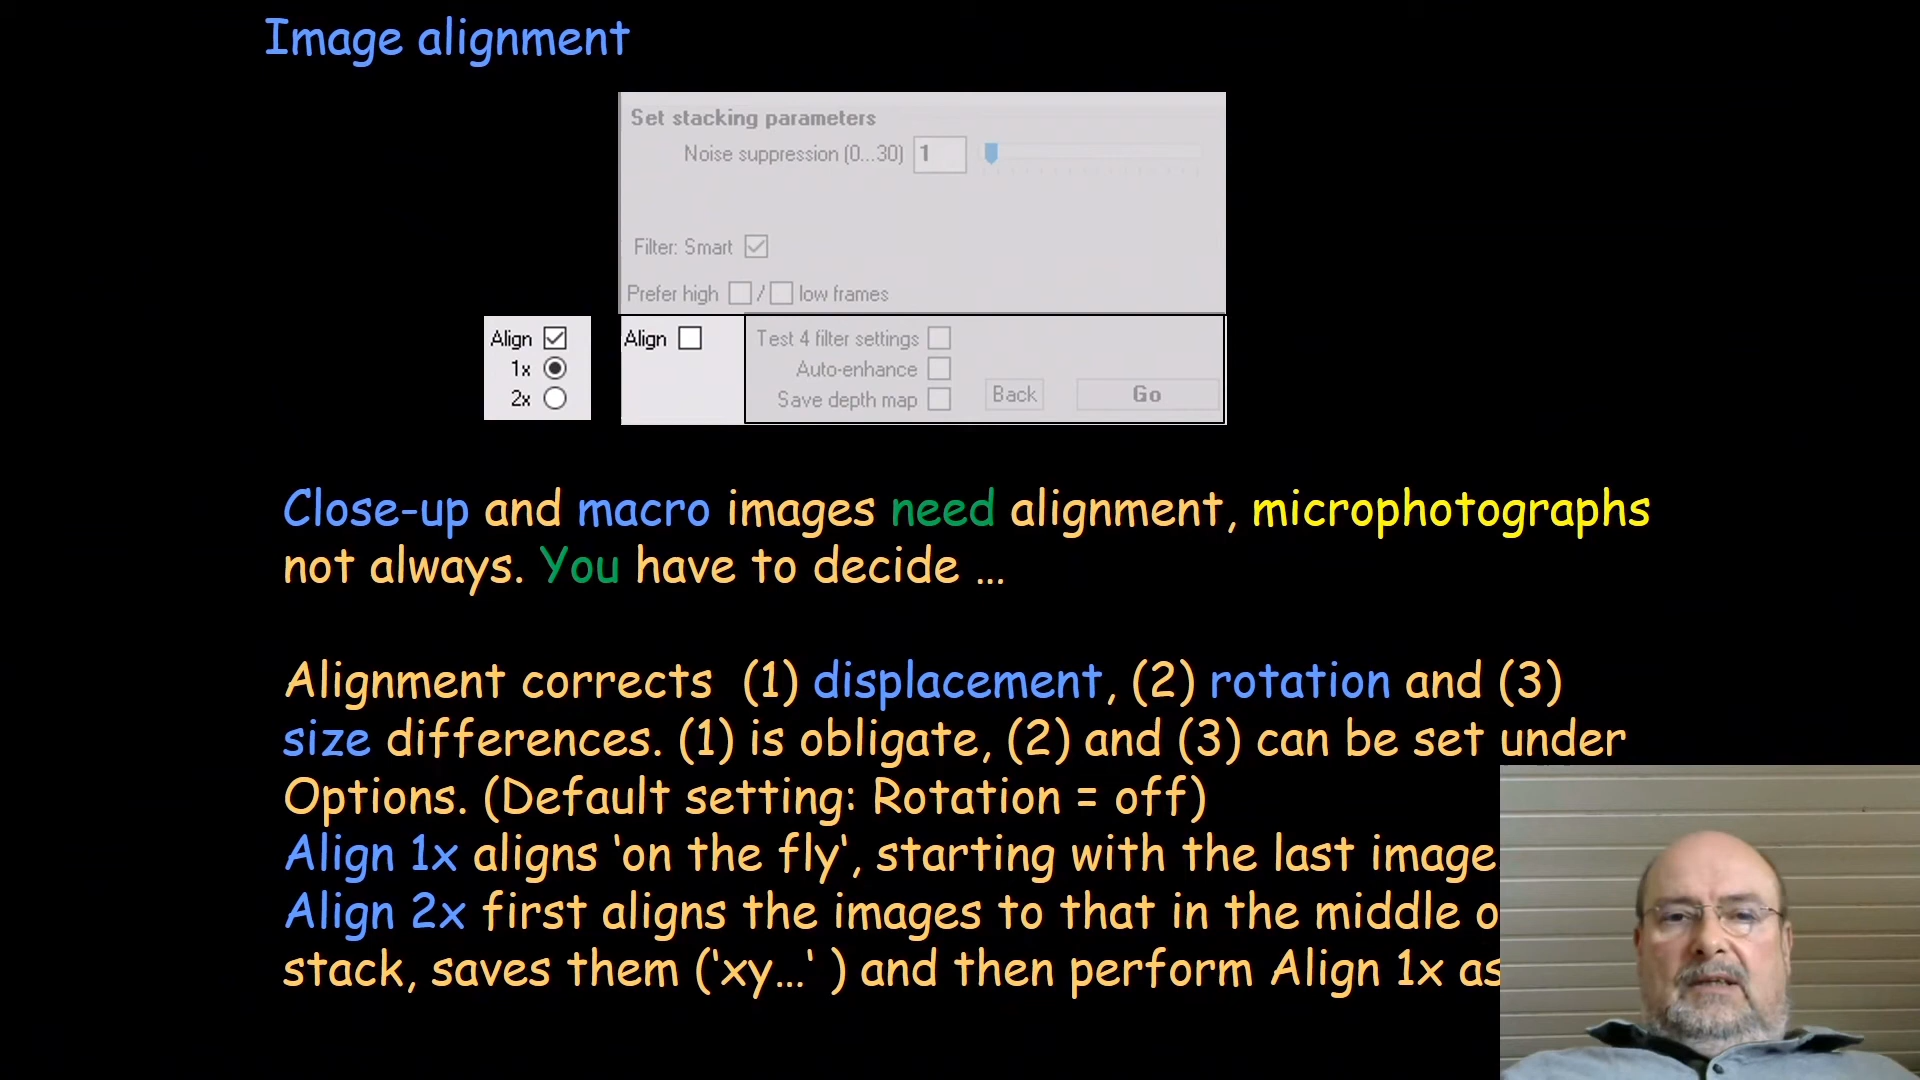 Image alignment
Set stacking parameters
Noise suppression (0...30) 1
Filter: Smart
Prefer high / low frames
Align
1x
2x
Align
Test 4 filter settings
Auto-enhance
Save depth map
Back
Go
Close-up and macro images need alignment, microphotographs
not always. You have to decide …
Alignment corrects (1) displacement, (2) rotation and (3)
size differences. (1) is obligate, (2) and (3) can be set under
Options. (Default setting: Rotation = off)
Align 1x aligns ‘on the fly‘, starting with the last image.
Align 2x first aligns the images to that in the middle
stack, saves them (‘xy…‘ ) and then perform Align 1x as